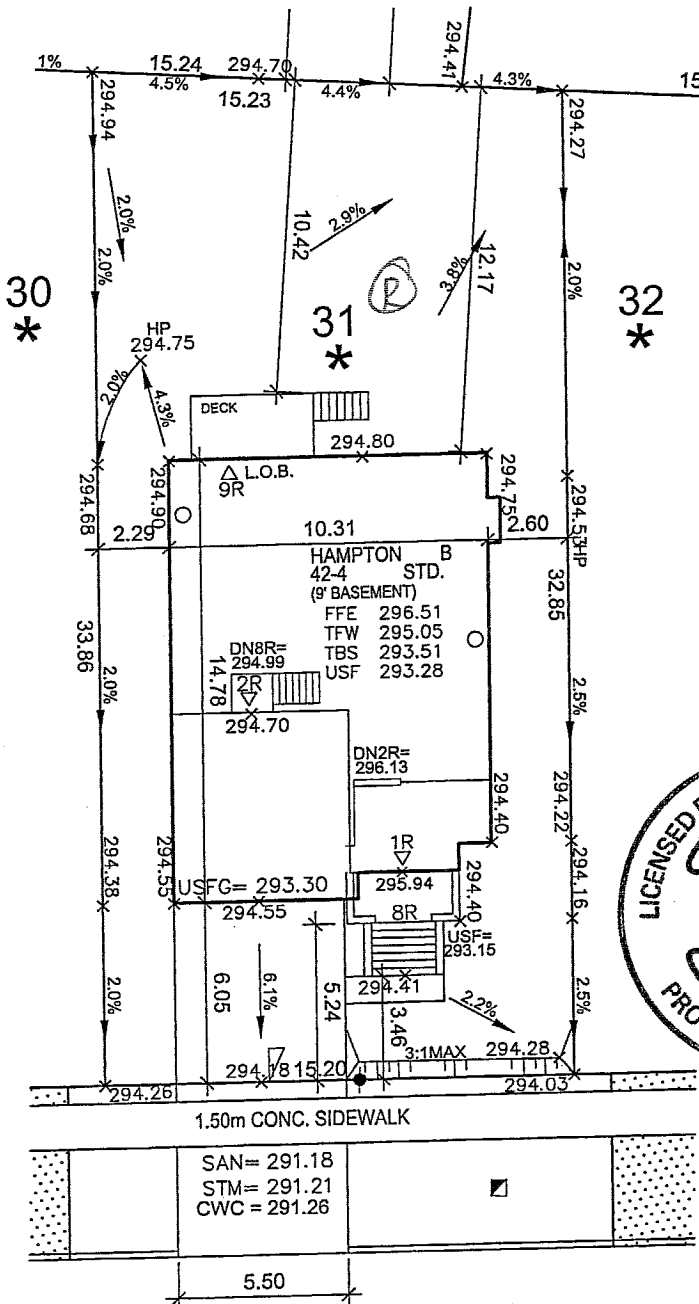 1%
15.24
294.70
294.41
4.3%
15
4.5%
15.23
4.4%
294.94
294.27
2.0%
10.42
2.9%
12.17
3.8%
2.0%
2.0%
R
30
*
31
*
32
*
HP
294.75
2.0%
4.3%
DECK
294.80
294.68
294.90
9R
L.O.B.
294.75
294.53HP
2.29
10.31
2.60
HAMPTON B
42-4 STD.
(9' BASEMENT)
FFE 296.51
TFW 295.05
TBS 293.51
USF 293.28
33.86
32.85
DN8R=
294.99
2R
294.70
14.78
2.0%
2.5%
DN2R=
296.13
294.40
294.22
1R
295.94
294.38
294.55
USFG= 293.30
294.55
8R
294.40
294.16
USF=
293.15
LICENSED
PRO
2.0%
6.05
6.1%
5.24
294.41
3.46
2.2%
2.5%
3:1MAX
294.28
294.26
294.18
15.20
294.03
1.50m CONC. SIDEWALK
SAN= 291.18
STM= 291.21
CWC = 291.26
5.50